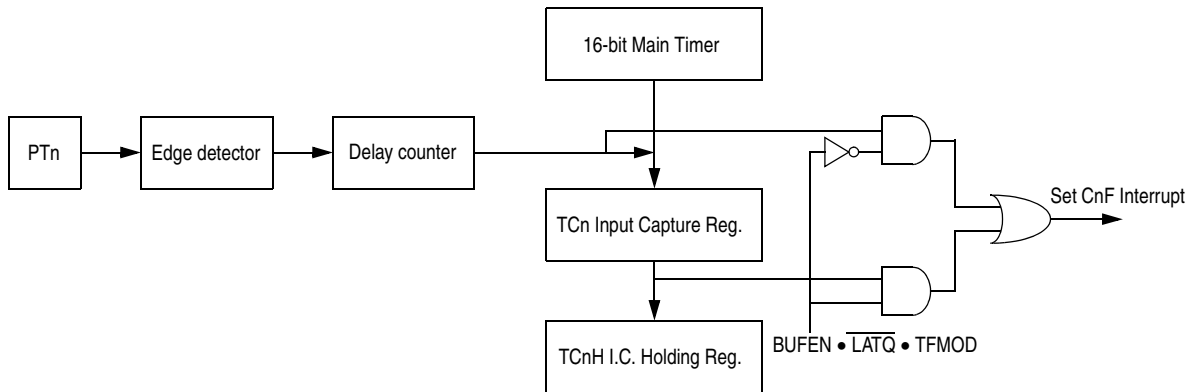 16-bit Main Timer
PTn
Edge detector
Delay counter
TCn Input Capture Reg.
Set CnF Interrupt
TCnH I.C. Holding Reg.
BUFEN • L̅A̅T̅Q̅ • TFMOD